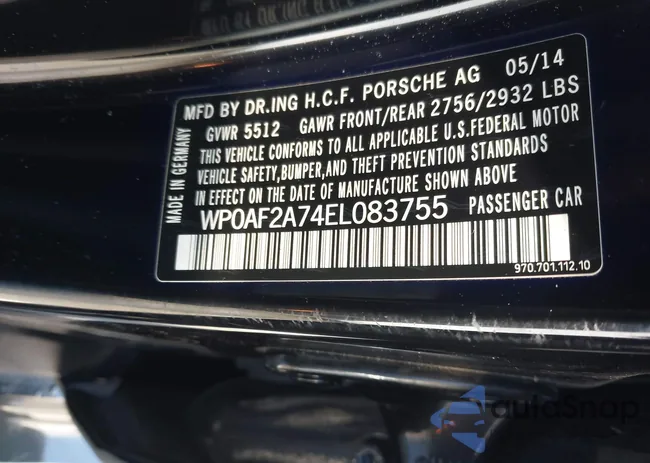 MFD BY DR.ING H.C.F. PORSCHE AG 05/14
GVWR 5512 GAWR FRONT/REAR 2756/2932 LBS
THIS VEHICLE CONFORMS TO ALL APPLICABLE U.S.FEDERAL MOTOR
VEHICLE SAFETY,BUMPER,AND THEFT PREVENTION STANDARDS
IN EFFECT ON THE DATE OF MANUFACTURE SHOWN ABOVE
WP0AF2A74EL083755 PASSENGER CAR
970.701.112.10
MADE IN GERMANY
autoSnap